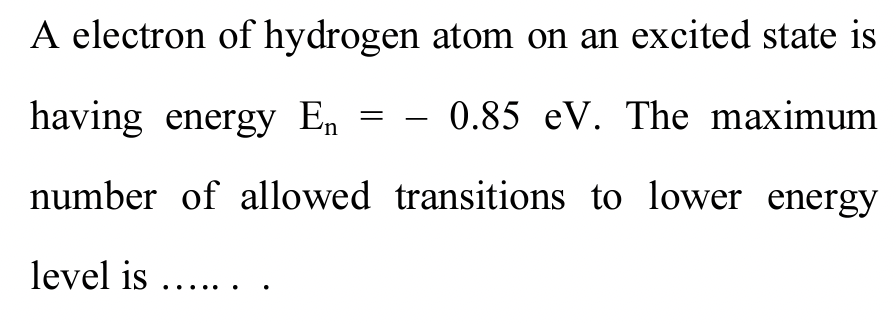 A electron of hydrogen atom on an excited state is
having energy Eₙ = – 0.85 eV. The maximum
number of allowed transitions to lower energy
level is ….. . .